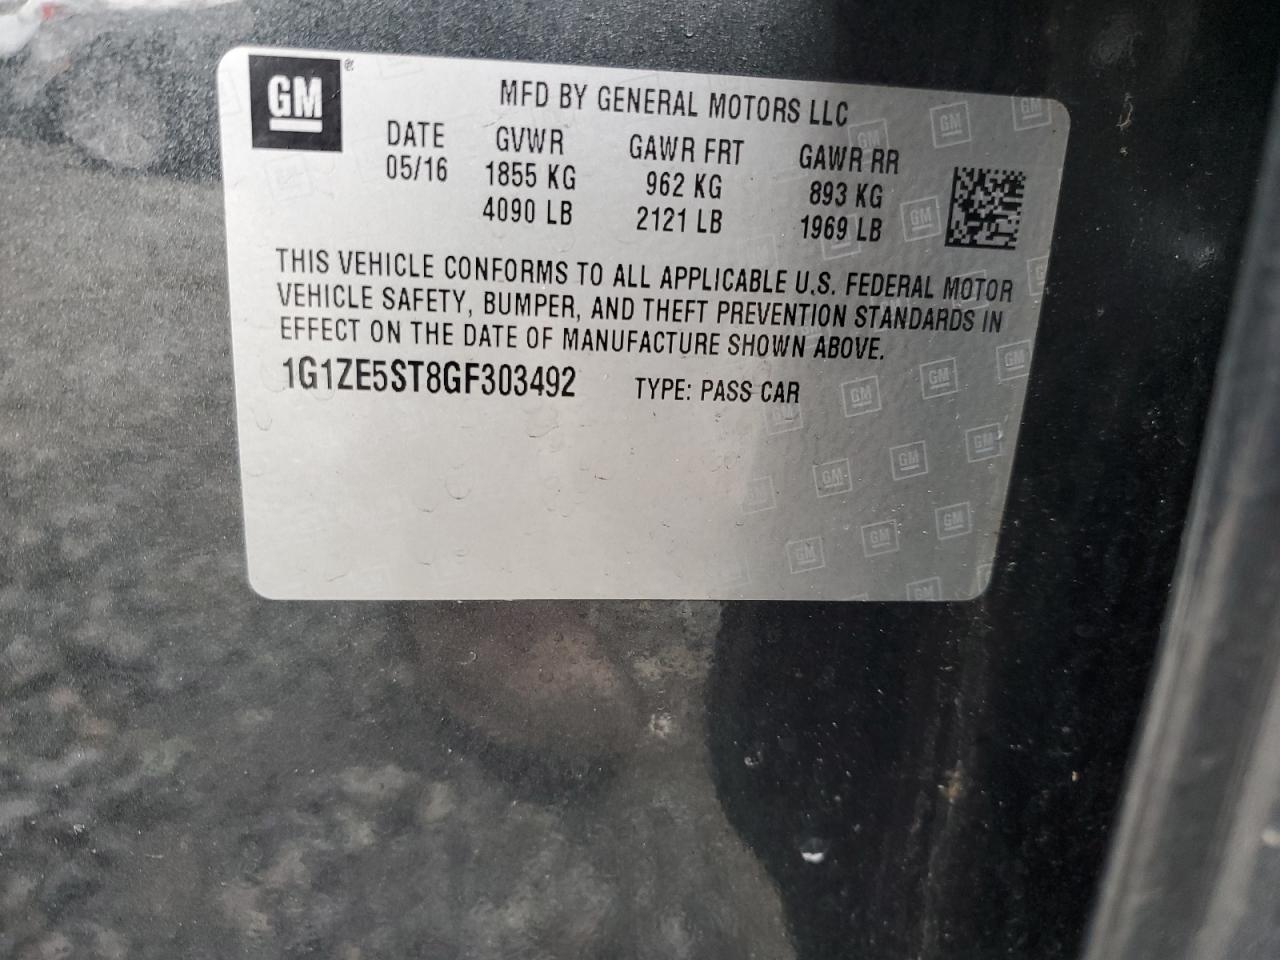 GM®
MFD BY GENERAL MOTORS LLC
DATE GVWR GAWR FRT GAWR RR
05/16 1855 KG 962 KG 893 KG
4090 LB 2121 LB 1969 LB
THIS VEHICLE CONFORMS TO ALL APPLICABLE U.S. FEDERAL MOTOR
VEHICLE SAFETY, BUMPER, AND THEFT PREVENTION STANDARDS IN
EFFECT ON THE DATE OF MANUFACTURE SHOWN ABOVE.
1G1ZE5ST8GF303492 TYPE: PASS CAR